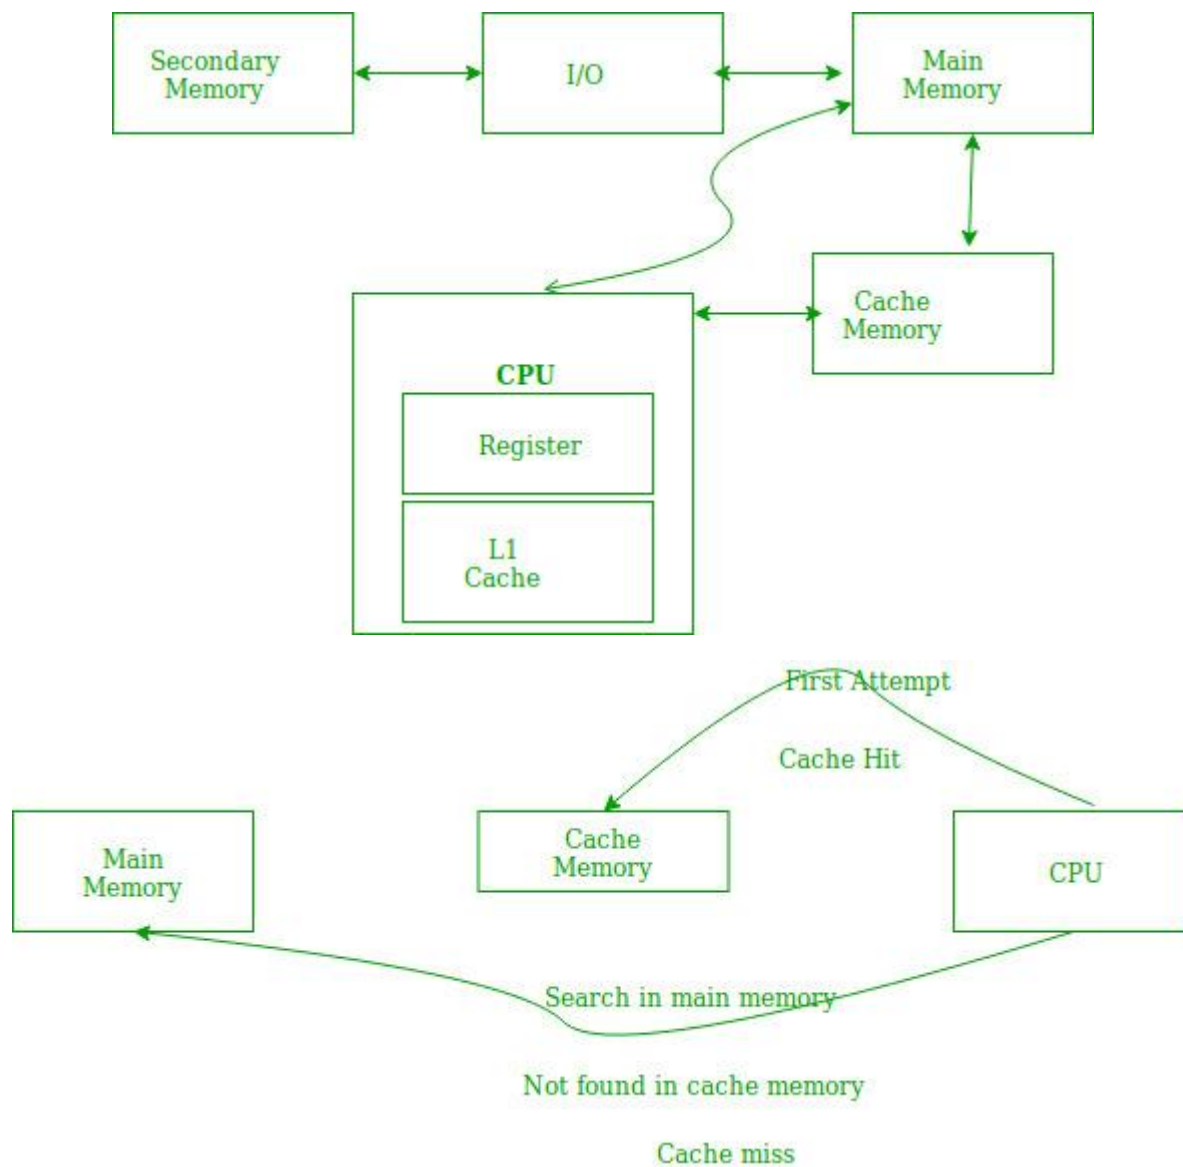 Secondary
Memory
I/O
Main
Memory
Cache
Memory
CPU
Register
L1
Cache
First Attempt
Cache Hit
Main
Memory
Cache
Memory
CPU
Search in main memory
Not found in cache memory
Cache miss